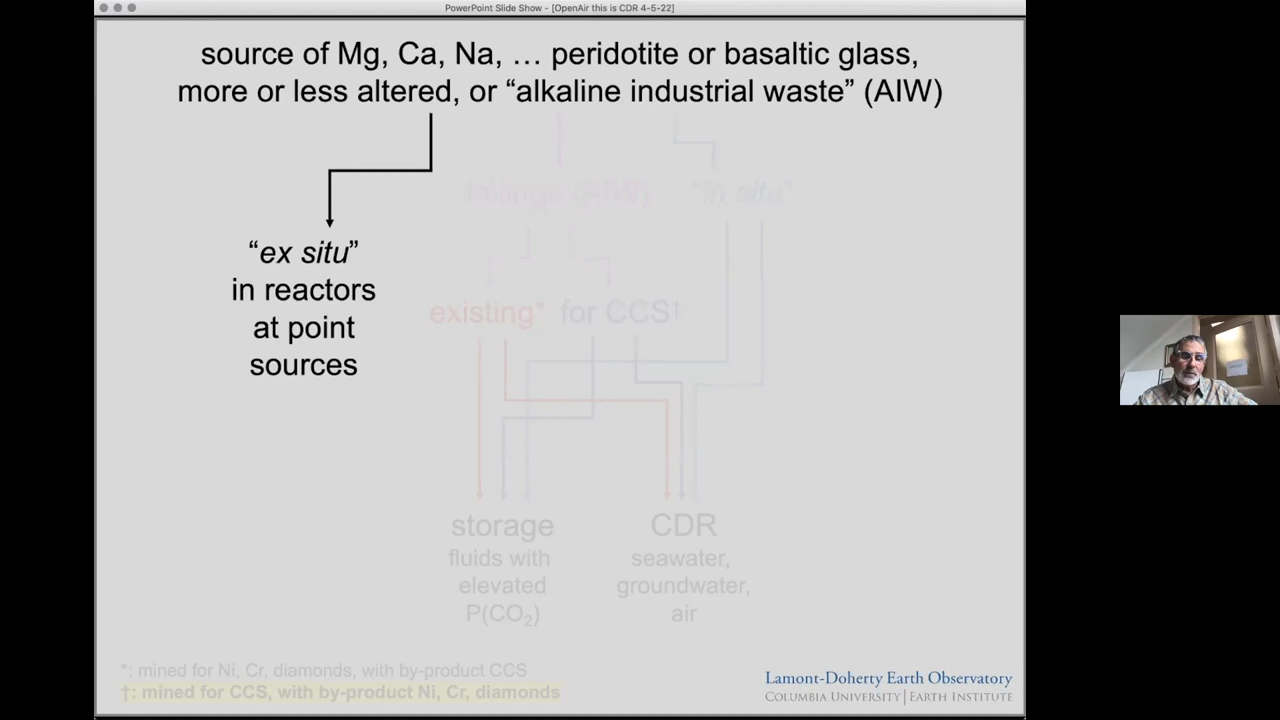 PowerPoint Slide Show - [OpenAir this is CDR 4-5-22]
source of Mg, Ca, Na, … peridotite or basaltic glass,
more or less altered, or “alkaline industrial waste” (AIW)
tailings (AIW) “in situ”
“ex situ”
in reactors
at point
sources
existing* for CCS†
storage
fluids with
elevated
P(CO₂)
CDR
seawater,
groundwater,
air
*: mined for Ni, Cr, diamonds, with by-product CCS
†: mined for CCS, with by-product Ni, Cr, diamonds
Lamont-Doherty Earth Observatory
COLUMBIA UNIVERSITY | EARTH INSTITUTE